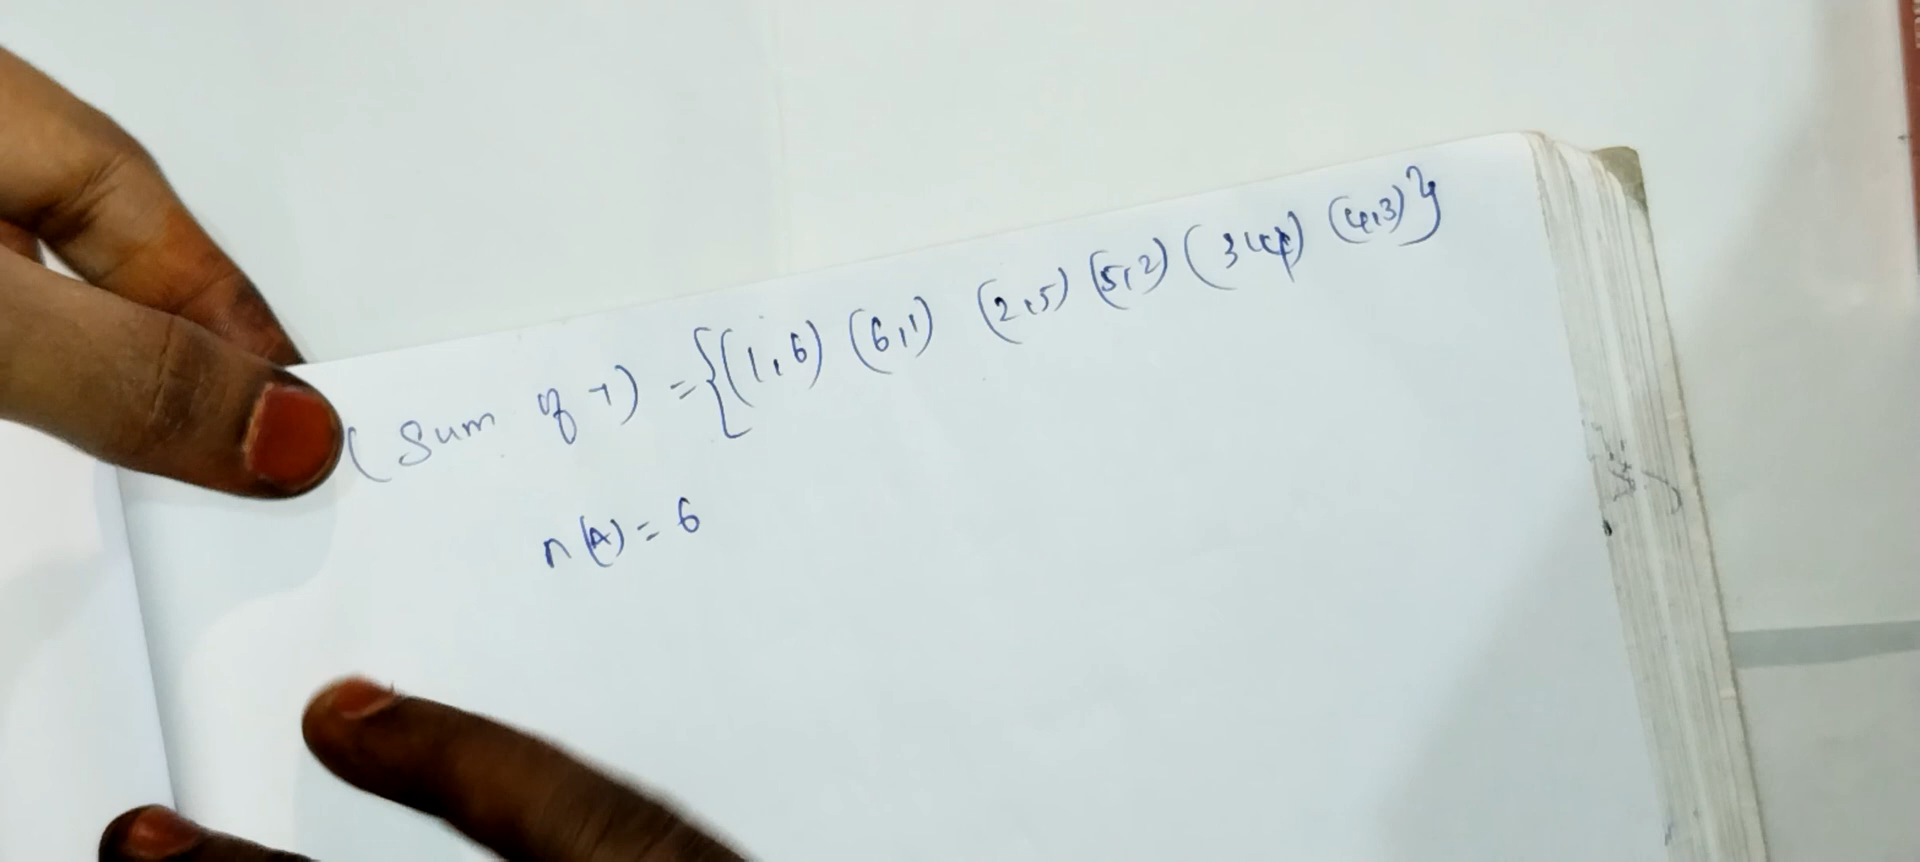 (Sum of 7) = {(1,6) (6,1) (2,5) (5,2) (3,4) (4,3)}
n(A) = 6